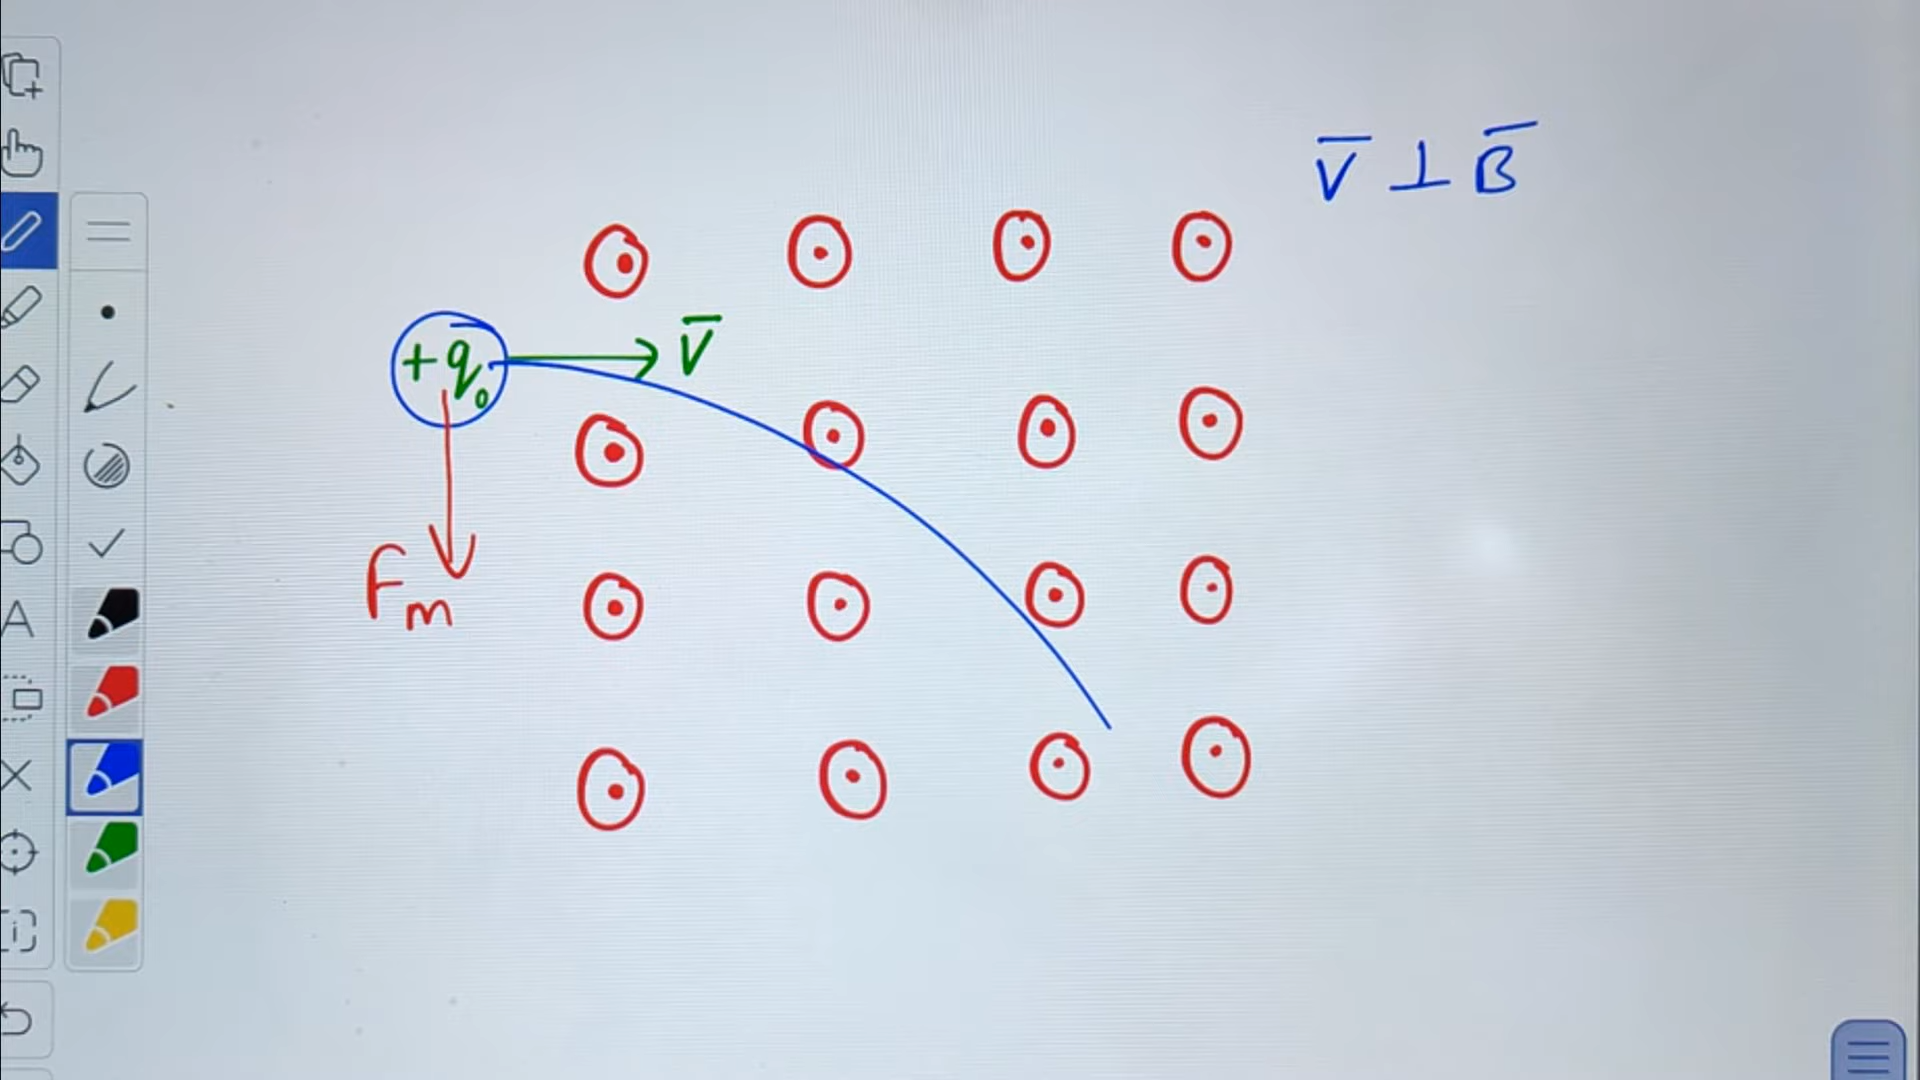 V̅ ⊥ B̅
+q₀ V̅
Fm
A